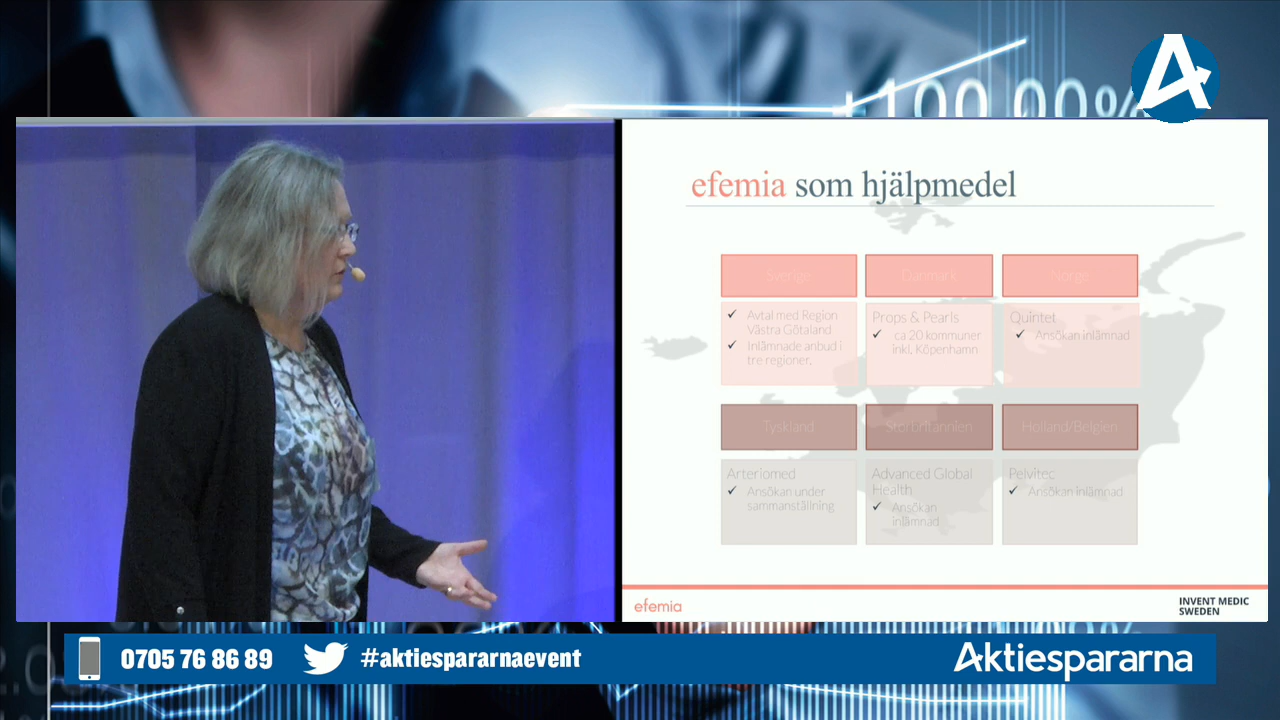 +100.00%
efemia som hjälpmedel
Sverige
Danmark
Norge
Avtal med Region
Västra Götaland
Inlämnade anbud i
tre regioner.
Props & Pearls
ca 20 kommuner
inkl, Köpenhamn
Quintet
Ansökan inlämnad
Tyskland
Storbritannien
Holland/Belgien
Arteriomed
Ansökan under
sammanställning
Advanced Global
Health
Ansökan
inlämnad
Pelvitec
Ansökan inlämnad
efemia
INVENT MEDIC
SWEDEN
0705 76 86 89
#aktiespararnaevent
Aktiespararna